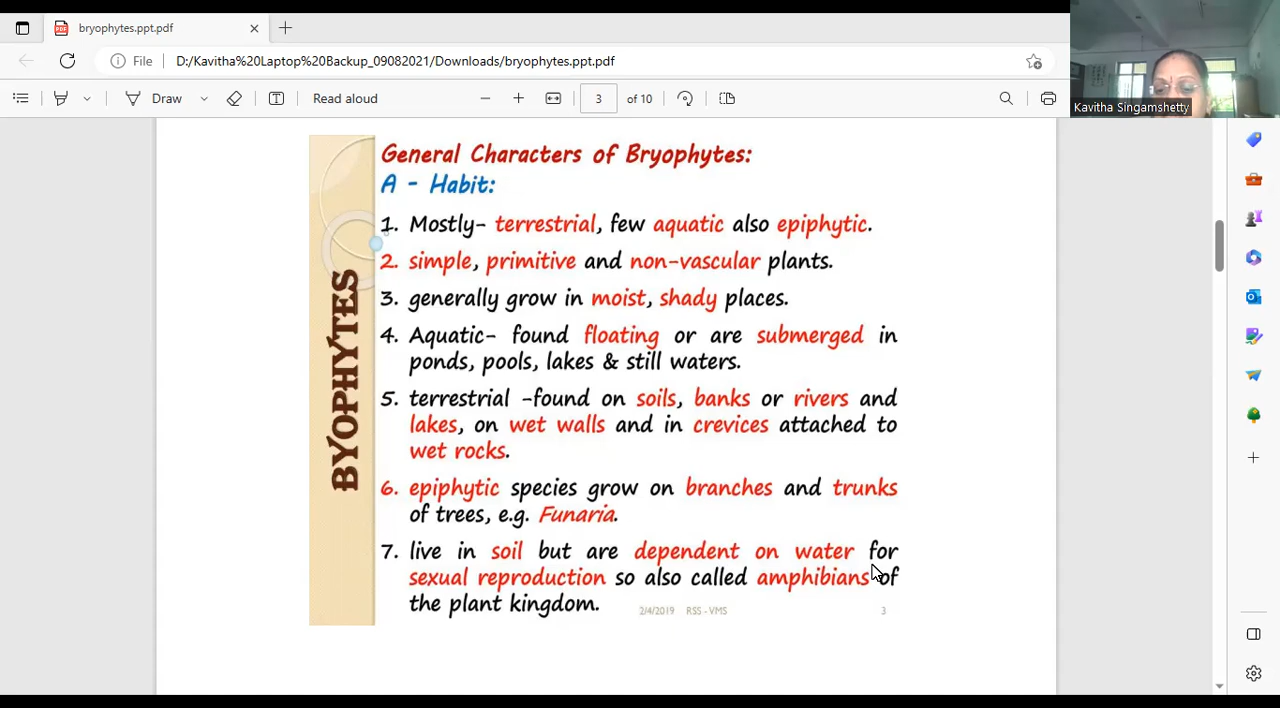 bryophytes.ppt.pdf
File D:/Kavitha%20Laptop%20Backup_09082021/Downloads/bryophytes.ppt.pdf
Kavitha Singamshetty
Draw Read aloud 3 of 10
BYOPHYTES
General Characters of Bryophytes:
A - Habit:
1. Mostly- terrestrial, few aquatic also epiphytic.
2. simple, primitive and non-vascular plants.
3. generally grow in moist, shady places.
4. Aquatic- found floating or are submerged in
ponds, pools, lakes & still waters.
5. terrestrial -found on soils, banks or rivers and
lakes, on wet walls and in crevices attached to
wet rocks.
6. epiphytic species grow on branches and trunks
of trees, e.g. Funaria.
7. live in soil but are dependent on water for
sexual reproduction so also called amphibians of
the plant kingdom.
2/4/2019 RSS - VMS 3